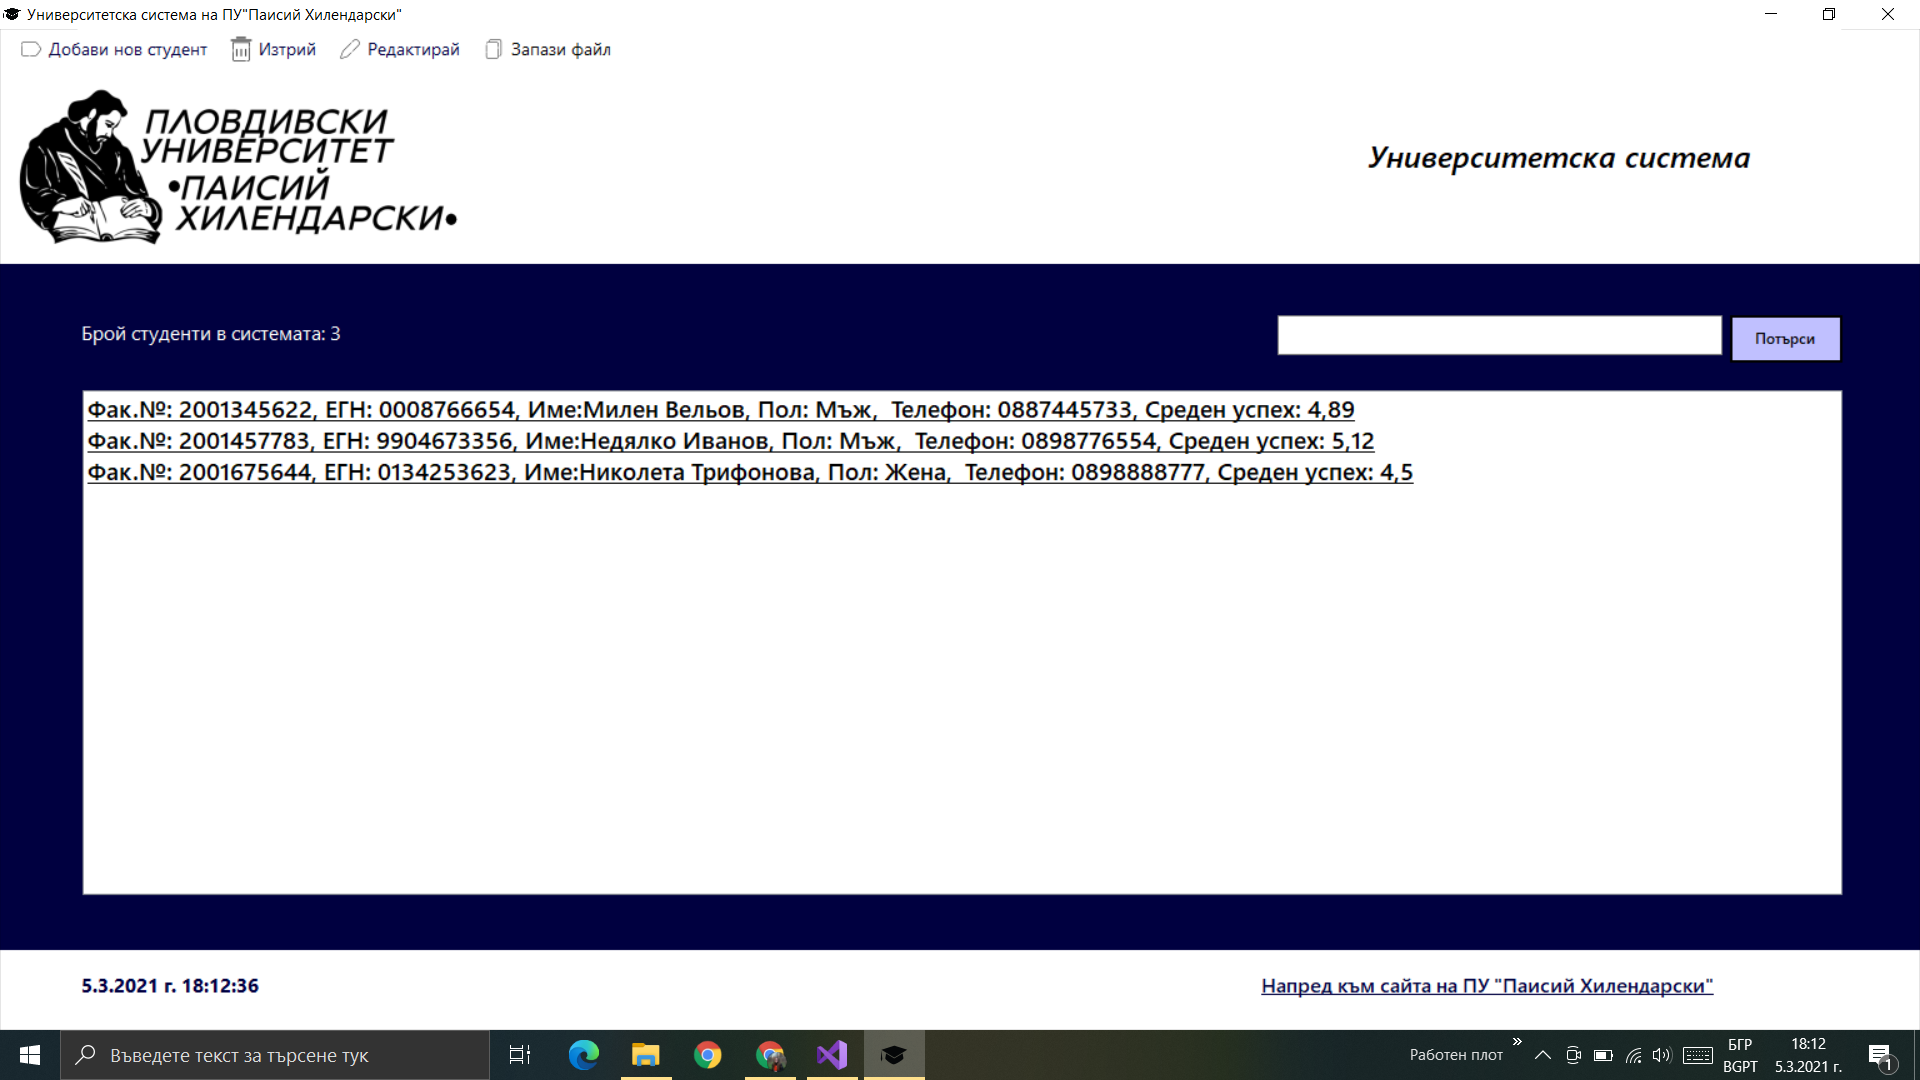 Университетска система на ПУ"Паисий Хилендарски"
Добави нов студент Изтрий Редактирай Запази файл
ПЛОВДИВСКИ
УНИВЕРСИТЕТ
•ПАИСИЙ
ХИЛЕНДАРСКИ•
Университетска система
Брой студенти в системата: 3
Потърси
Фак.№: 2001345622, ЕГН: 0008766654, Име:Милен Вельов, Пол: Мъж,  Телефон: 0887445733, Среден успех: 4,89
Фак.№: 2001457783, ЕГН: 9904673356, Име:Недялко Иванов, Пол: Мъж,  Телефон: 0898776554, Среден успех: 5,12
Фак.№: 2001675644, ЕГН: 0134253623, Име:Николета Трифонова, Пол: Жена,  Телефон: 0898888777, Среден успех: 4,5
5.3.2021 г. 18:12:36
Напред към сайта на ПУ "Паисий Хилендарски"
Въведете текст за търсене тук
Работен плот
БГР
BGPT
18:12
5.3.2021 г.
1